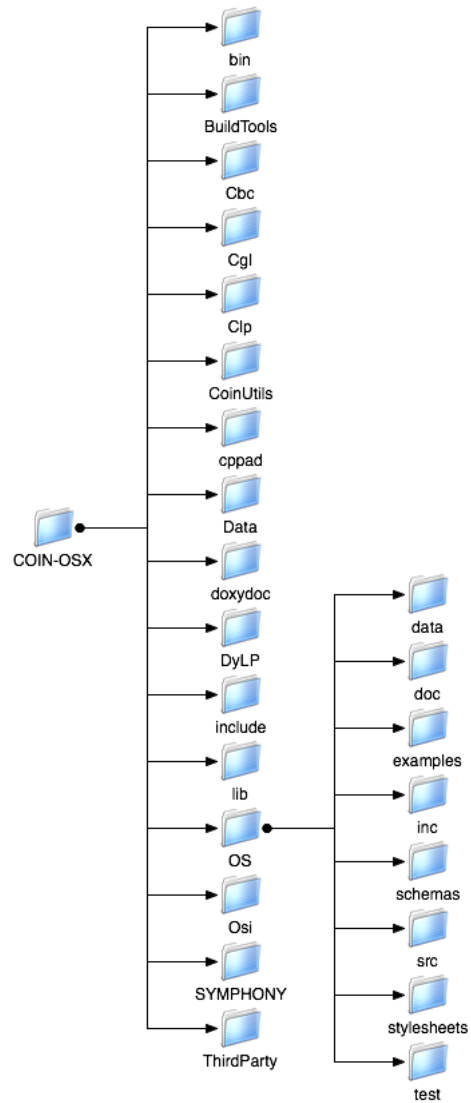 COIN-OSX
bin
BuildTools
Cbc
Cgl
Clp
CoinUtils
cppad
Data
doxydoc
DyLP
include
lib
OS
Osi
SYMPHONY
ThirdParty
data
doc
examples
inc
schemas
src
stylesheets
test